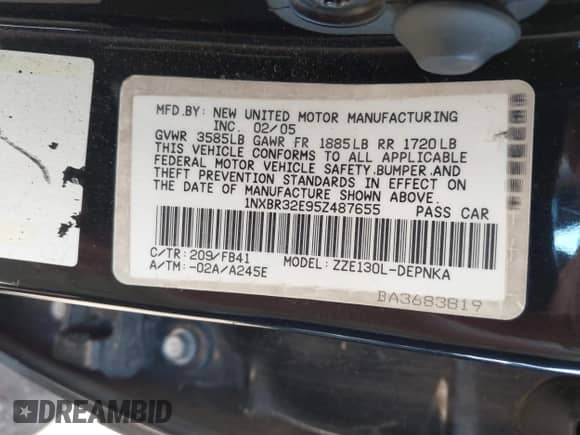 MFD.BY: NEW UNITED MOTOR MANUFACTURING
INC. 02/05
GVWR 3585LB GAWR FR 1885LB RR 1720LB
THIS VEHICLE CONFORMS TO ALL APPLICABLE
FEDERAL MOTOR VEHICLE SAFETY, BUMPER, AND
THEFT PREVENTION STANDARDS IN EFFECT ON
THE DATE OF MANUFACTURE SHOWN ABOVE.
1NXBR32E95Z487655 PASS CAR
C/TR: 209/FB41 MODEL: ZZE130L-DEPNKA
A/TM: -02A/A245E
BA3683819
DREAMBID